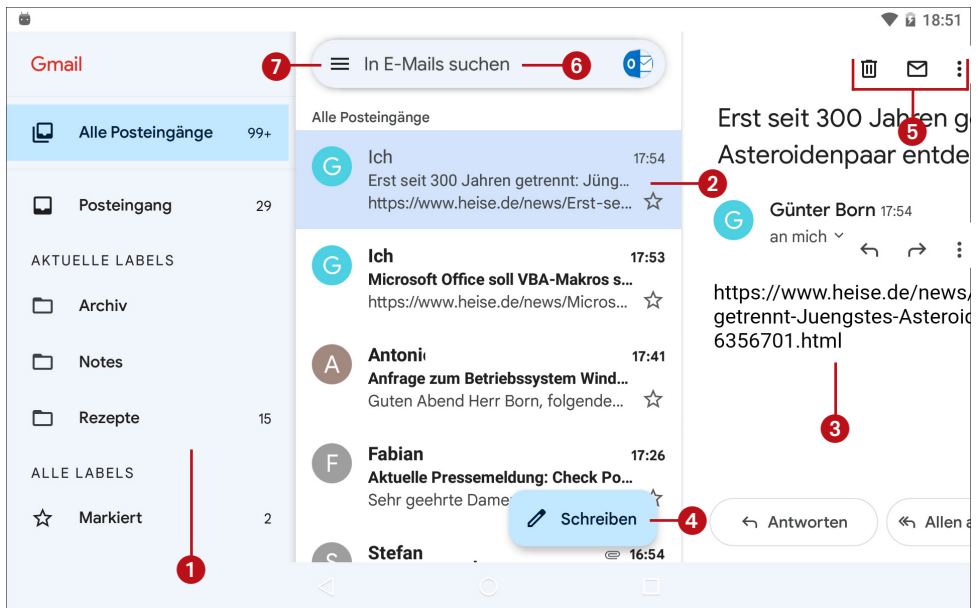 18:51
Gmail
Alle Posteingänge 99+
Posteingang 29
AKTUELLE LABELS
Archiv
Notes
Rezepte 15
ALLE LABELS
Markiert 2
1
7
In E-Mails suchen
6
Alle Posteingänge
G
Ich 17:54
Erst seit 300 Jahren getrennt: Jüng...
https://www.heise.de/news/Erst-se...
2
G
Ich 17:53
Microsoft Office soll VBA-Makros s...
https://www.heise.de/news/Micros...
A
Antoni 17:41
Anfrage zum Betriebssystem Wind...
Guten Abend Herr Born, folgende...
F
Fabian 17:26
Aktuelle Pressemeldung: Check Po...
Sehr geehrte Dame
Schreiben
4
Stefan 16:54
5
Erst seit 300 Jahren g
Asteroidenpaar entde
G
Günter Born 17:54
an mich
https://www.heise.de/news/
getrennt-Juengstes-Asteroid
6356701.html
3
Antworten
Allen a